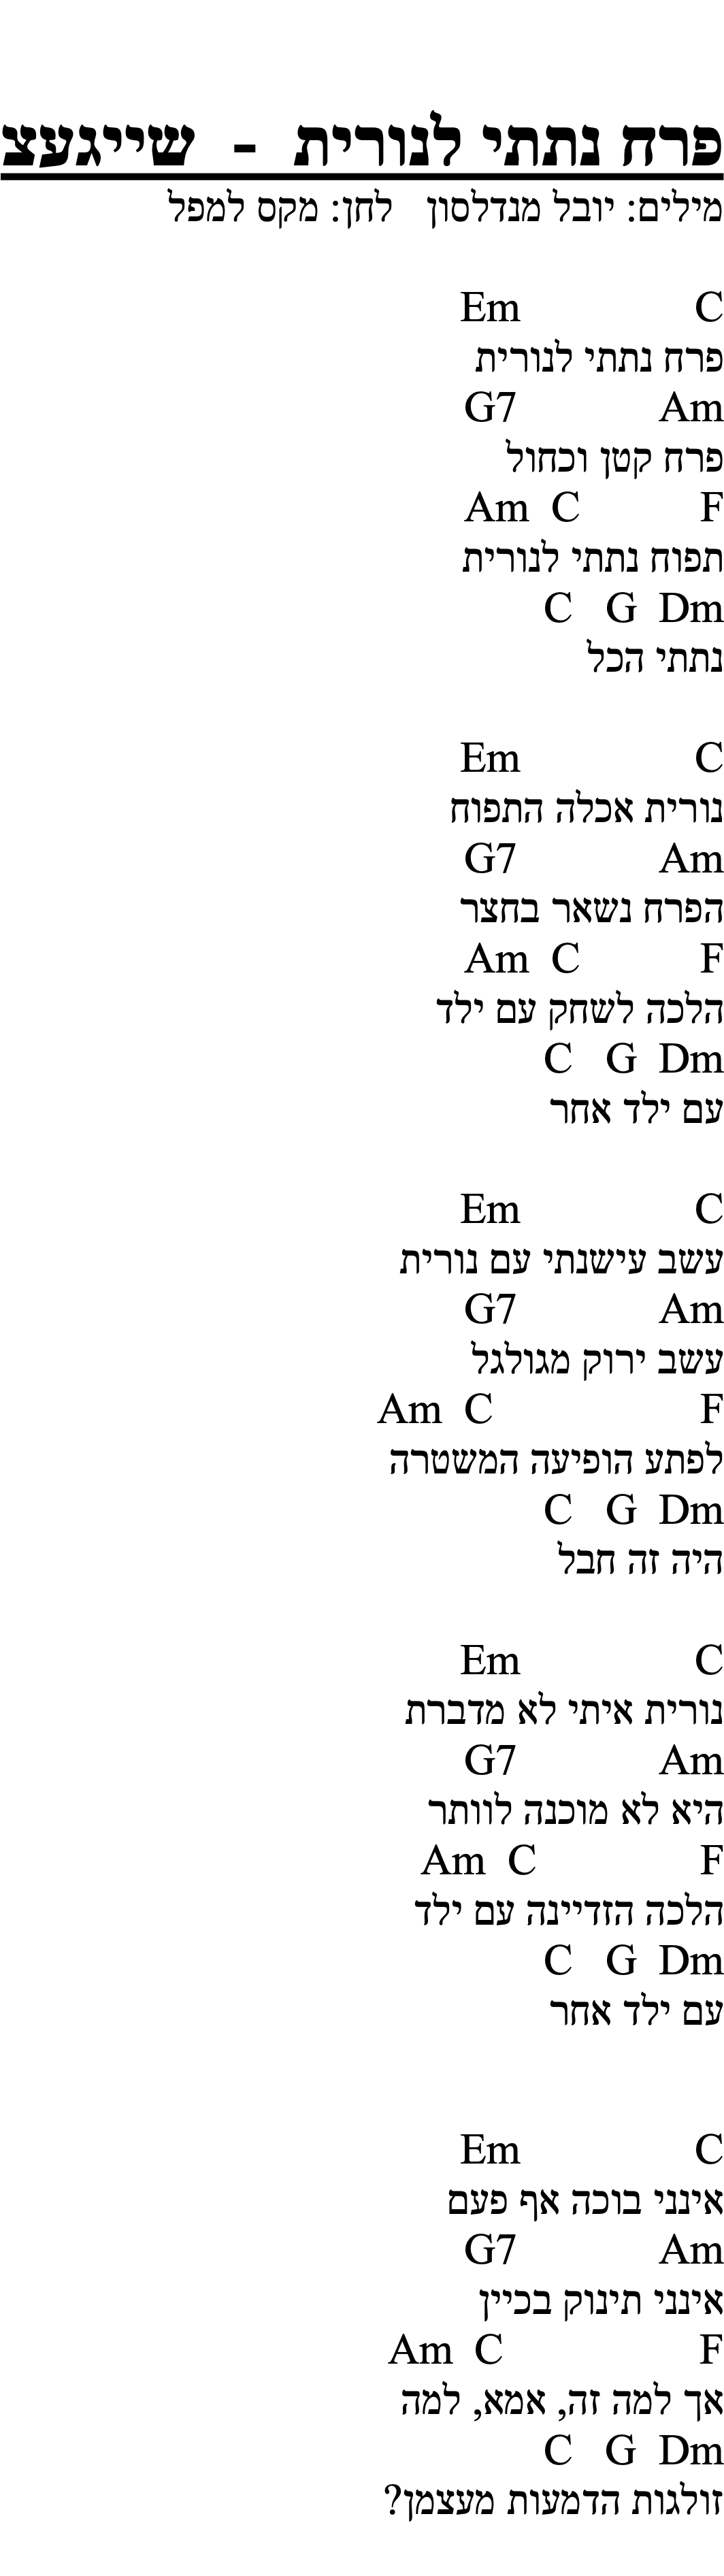 פרח נתתי לנורית - שייגעצ
מילים: יובל מנדלסון לחן: מקס למפל
C Em
פרח נתתי לנורית
Am G7
פרח קטן וכחול
F C Am
תפוח נתתי לנורית
Dm G C
נתתי הכל
C Em
נורית אכלה התפוח
Am G7
הפרח נשאר בחצר
F C Am
הלכה לשחק עם ילד
Dm G C
עם ילד אחר
C Em
עשב עישנתי עם נורית
Am G7
עשב ירוק מגולגל
F C Am
לפתע הופיעה המשטרה
Dm G C
היה זה חבל
C Em
נורית איתי לא מדברת
Am G7
היא לא מוכנה לוותר
F C Am
הלכה הזדיינה עם ילד
Dm G C
עם ילד אחר
C Em
אינני בוכה אף פעם
Am G7
אינני תינוק בכיין
F C Am
אך למה זה, אמא, למה
Dm G C
זולגות הדמעות מעצמן?